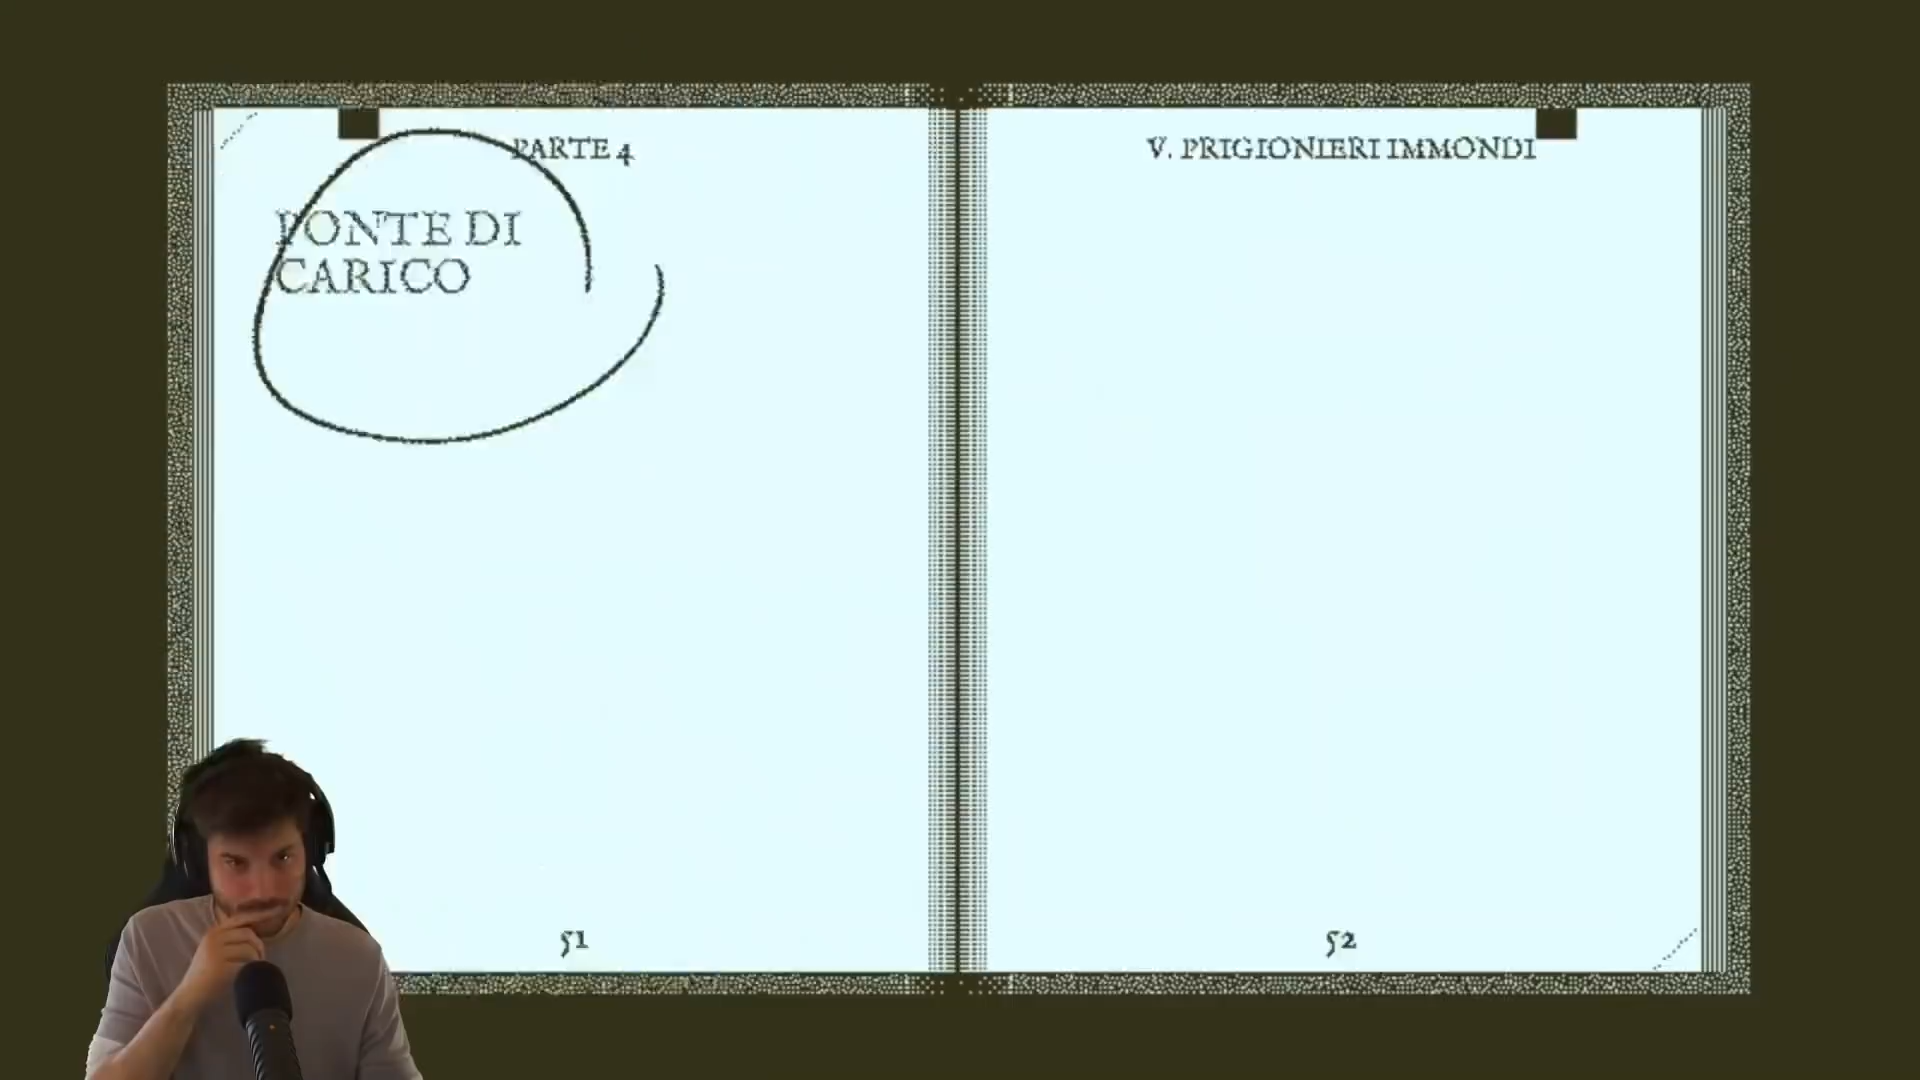 PARTE 4
PONTE DI
CARICO
51
V. PRIGIONIERI IMMONDI
52